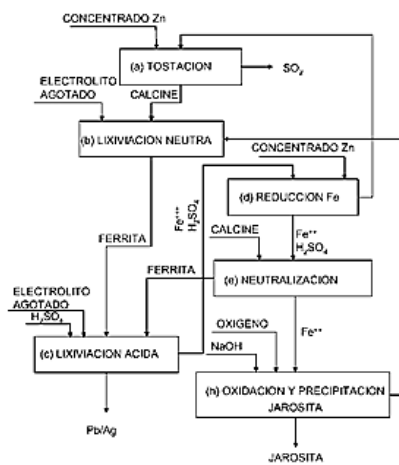 CONCENTRADO Zn
(a) TOSTACION
SO₂
ELECTROLITO
AGOTADO
CALCINE
(b) LIXIVIACION NEUTRA
CONCENTRADO Zn
(d) REDUCCION Fe
Fe⁺⁺⁺
H₂SO₄
Fe⁺⁺
H₂SO₄
CALCINE
FERRITA
FERRITA
(e) NEUTRALIZACIÓN
ELECTROLITO
AGOTADO
H₂SO₄
OXIGENO
Fe⁺⁺
NaOH
(c) LIXIVIACION ACIDA
(h) OXIDACION Y PRECIPITACION
JAROSITA
Pb/Ag
JAROSITA